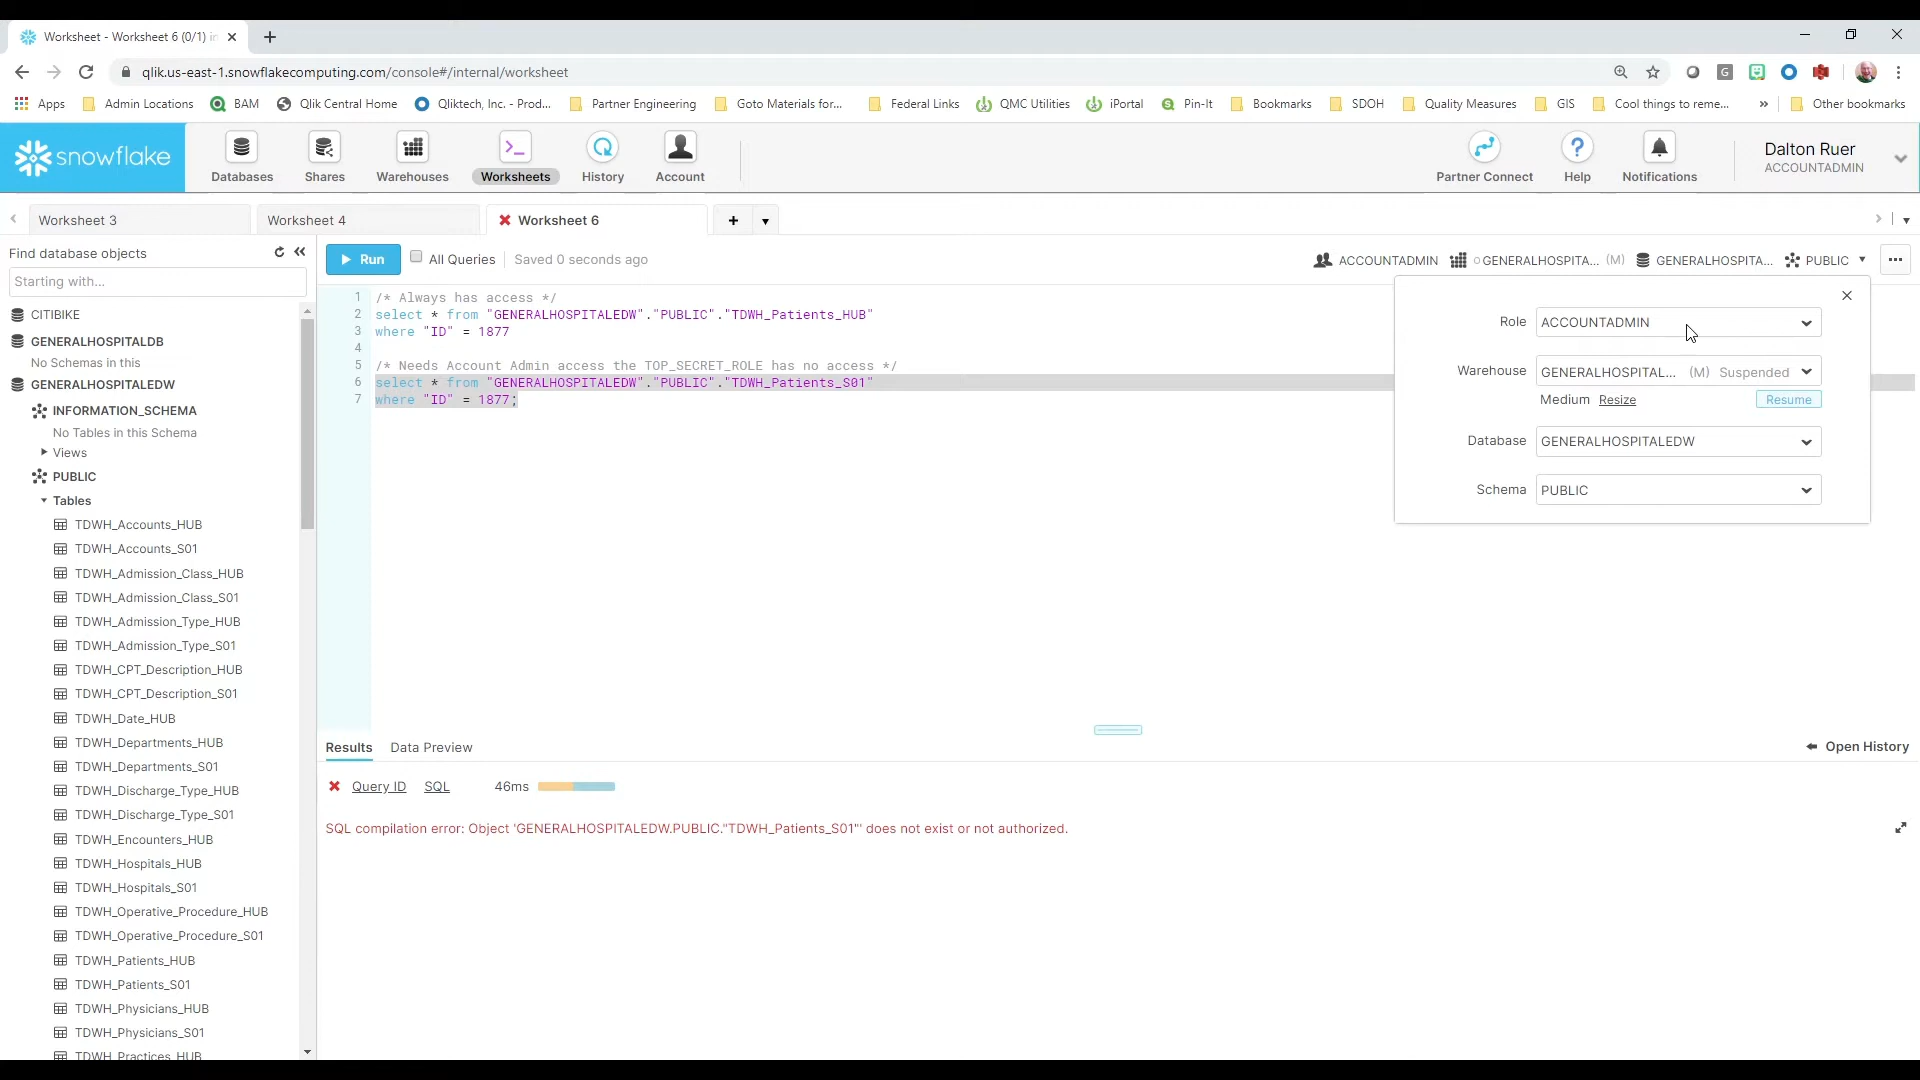 Worksheet - Worksheet 6 (0/1) in
qlik.us-east-1.snowflakecomputing.com/console#/internal/worksheet
Apps Admin Locations BAM Qlik Central Home Qliktech, Inc. - Prod... Partner Engineering Goto Materials for... Federal Links QMC Utilities iPortal Pin-It Bookmarks SDOH Quality Measures GIS Cool things to reme... » Other bookmarks
snowflake
Databases Shares Warehouses Worksheets History Account Partner Connect Help Notifications
Dalton Ruer
ACCOUNTADMIN
Worksheet 3 Worksheet 4 Worksheet 6
Find database objects
Starting with...
Run All Queries Saved 0 seconds ago
ACCOUNTADMIN GENERALHOSPITA... (M) GENERALHOSPITA... PUBLIC
CITIBIKE
GENERALHOSPITALDB
No Schemas in this
GENERALHOSPITALEDW
INFORMATION_SCHEMA
No Tables in this Schema
Views
PUBLIC
Tables
TDWH_Accounts_HUB
TDWH_Accounts_S01
TDWH_Admission_Class_HUB
TDWH_Admission_Class_S01
TDWH_Admission_Type_HUB
TDWH_Admission_Type_S01
TDWH_CPT_Description_HUB
TDWH_CPT_Description_S01
TDWH_Date_HUB
TDWH_Departments_HUB
TDWH_Departments_S01
TDWH_Discharge_Type_HUB
TDWH_Discharge_Type_S01
TDWH_Encounters_HUB
TDWH_Hospitals_HUB
TDWH_Hospitals_S01
TDWH_Operative_Procedure_HUB
TDWH_Operative_Procedure_S01
TDWH_Patients_HUB
TDWH_Patients_S01
TDWH_Physicians_HUB
TDWH_Physicians_S01
TDWH_Practices_HUB
1 /* Always has access */
2 select * from "GENERALHOSPITALEDW"."PUBLIC"."TDWH_Patients_HUB"
3 where "ID" = 1877
4
5 /* Needs Account Admin access the TOP_SECRET_ROLE has no access */
6 select * from "GENERALHOSPITALEDW"."PUBLIC"."TDWH_Patients_S01"
7 where "ID" = 1877;
Role ACCOUNTADMIN
Warehouse GENERALHOSPITAL... (M) Suspended
Medium Resize Resume
Database GENERALHOSPITALEDW
Schema PUBLIC
Results Data Preview Open History
Query ID SQL 46ms
SQL compilation error: Object 'GENERALHOSPITALEDW.PUBLIC."TDWH_Patients_S01"' does not exist or not authorized.